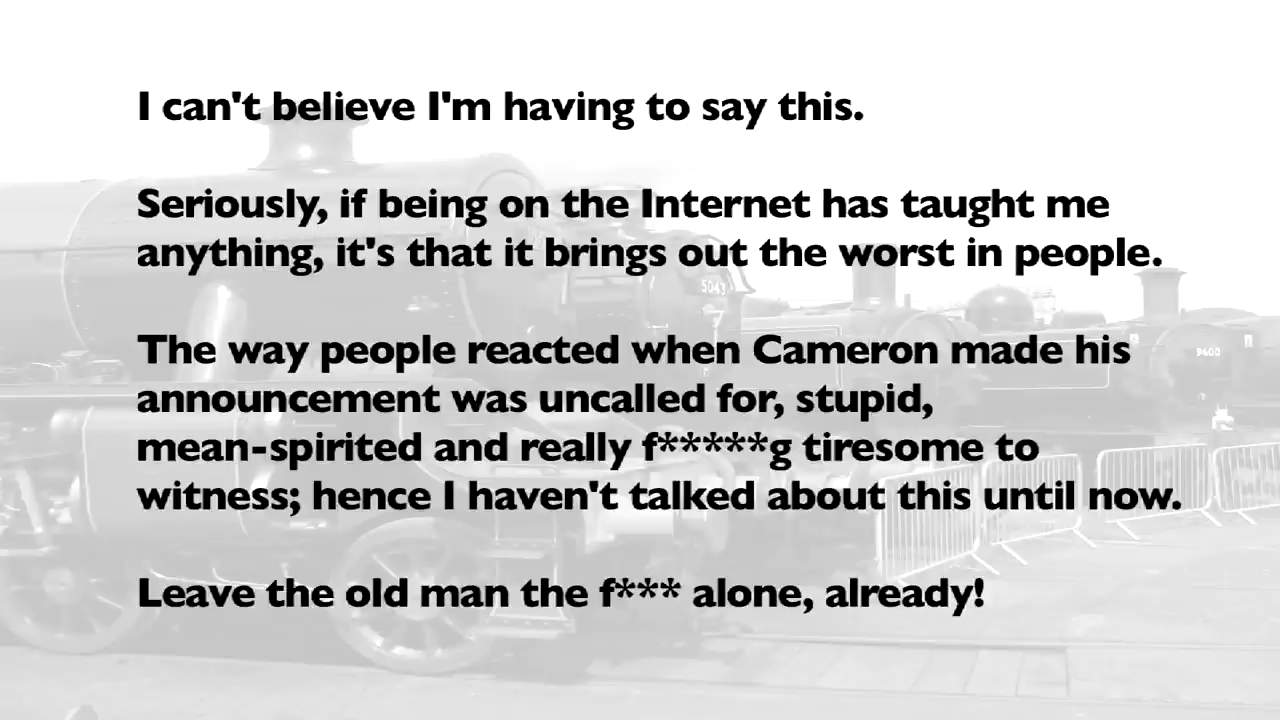 I can't believe I'm having to say this.
Seriously, if being on the Internet has taught me
anything, it's that it brings out the worst in people.
The way people reacted when Cameron made his
announcement was uncalled for, stupid,
mean-spirited and really f*****g tiresome to
witness; hence I haven't talked about this until now.
Leave the old man the f*** alone, already!
5043
9600